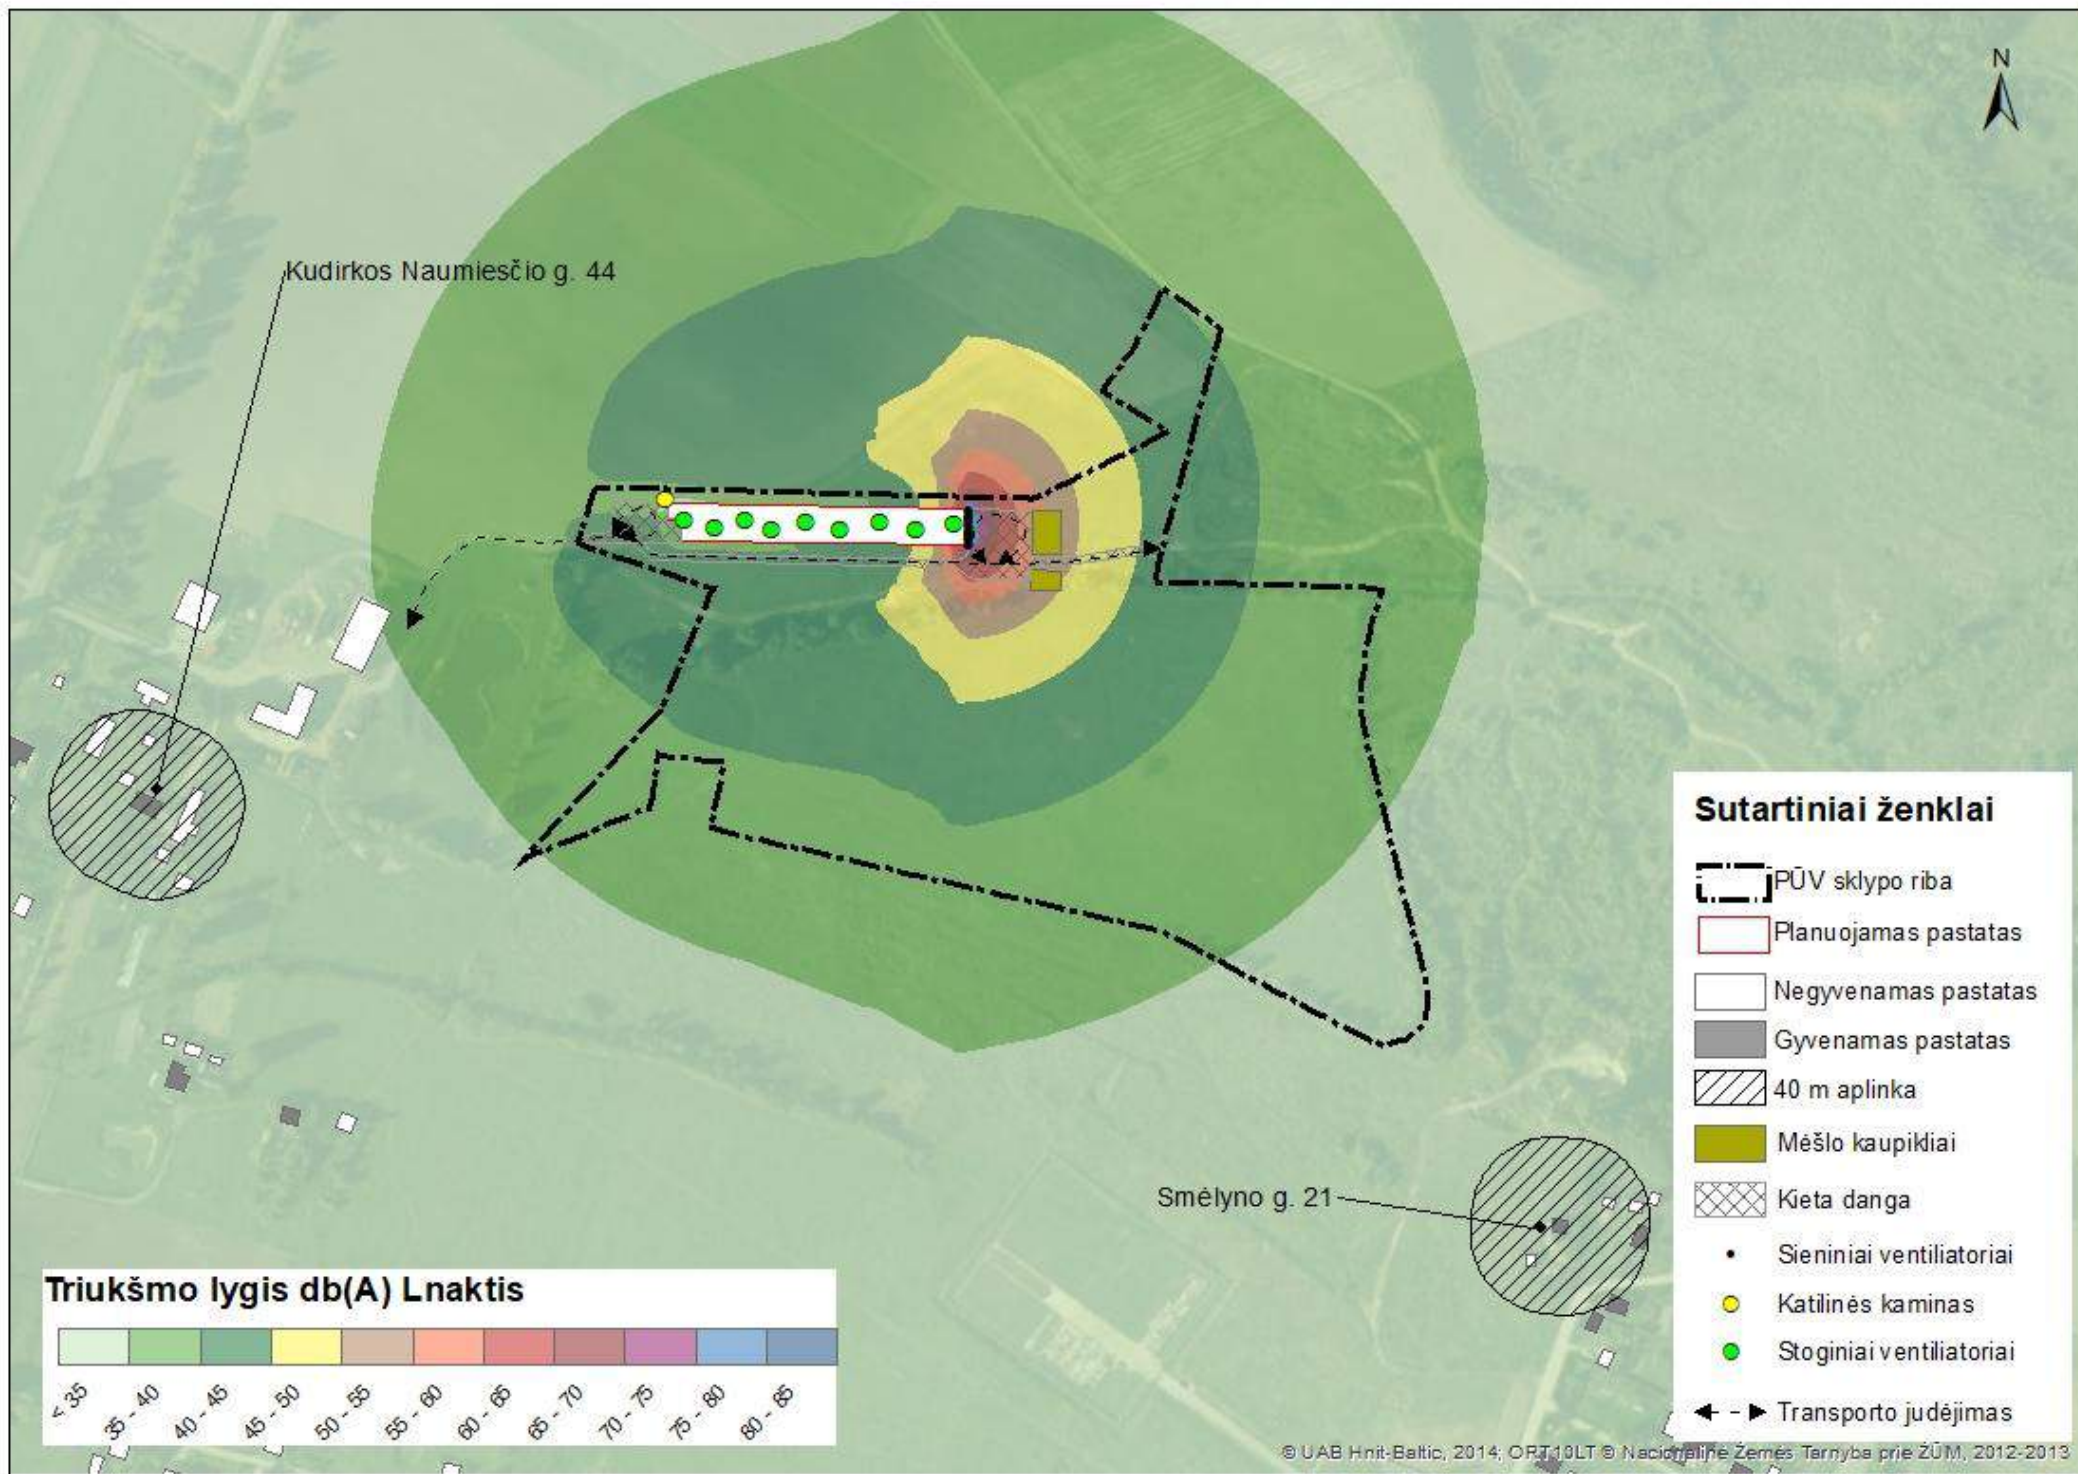 N
Kudirkos Naumiesčio g. 44
Smėlyno g. 21
Sutartiniai ženklai
PŪV sklypo riba
Planuojamas pastatas
Negyvenamas pastatas
Gyvenamas pastatas
40 m aplinka
Mėšlo kaupikliai
Kieta danga
Sieniniai ventiliatoriai
Katilinės kaminas
Stoginiai ventiliatoriai
Transporto judėjimas
Triukšmo lygis db(A) Lnaktis
< 35
35 - 40
40 - 45
45 - 50
50 - 55
55 - 60
60 - 65
65 - 70
70 - 75
75 - 80
80 - 85
© UAB Hnit-Baltic, 2014; ORT10LT © Nacionalinė Žemės Tarnyba prie ŽŪM, 2012-2013